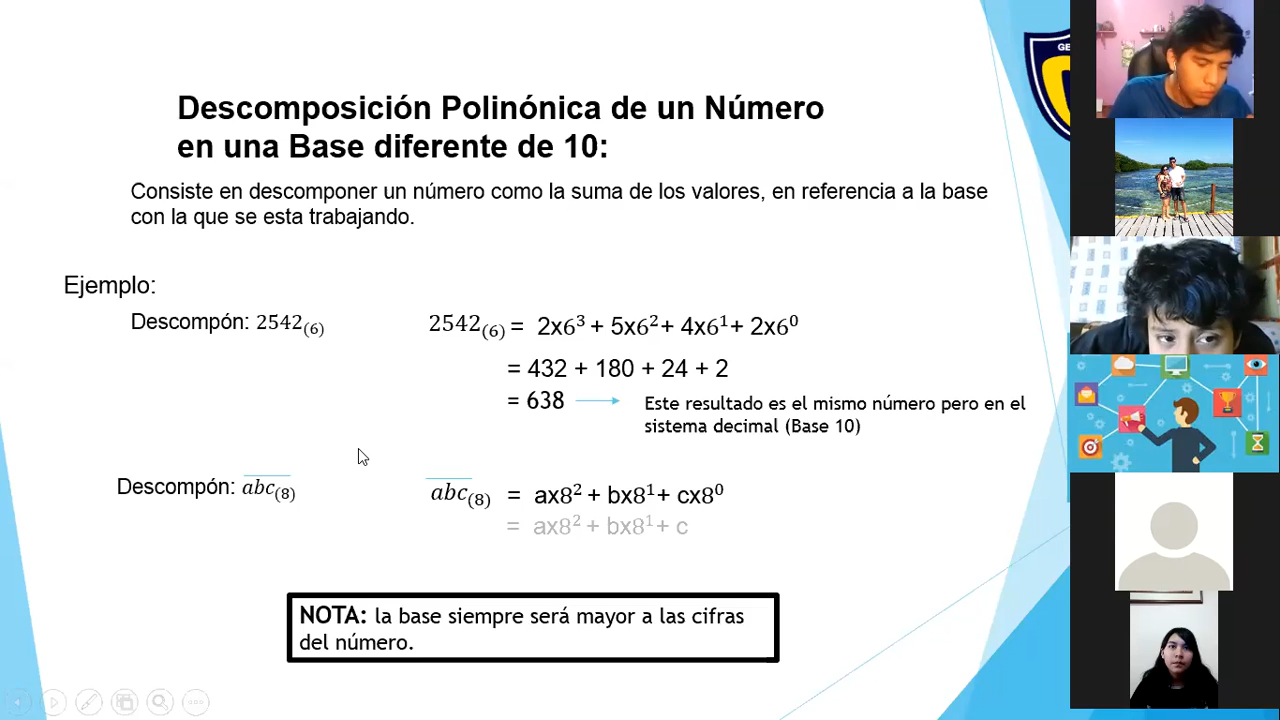 GE
Descomposición Polinónica de un Número
en una Base diferente de 10:
Consiste en descomponer un número como la suma de los valores, en referencia a la base
con la que se esta trabajando.
Ejemplo:
Descompón: 2542₍₆₎
2542₍₆₎ = 2x6³ + 5x6² + 4x6¹ + 2x6⁰
= 432 + 180 + 24 + 2
= 638
Este resultado es el mismo número pero en el
sistema decimal (Base 10)
Descompón: a̅b̅c̅₍₈₎
a̅b̅c̅₍₈₎ = ax8² + bx8¹ + cx8⁰
= ax8² + bx8¹ + c
NOTA: la base siempre será mayor a las cifras
del número.